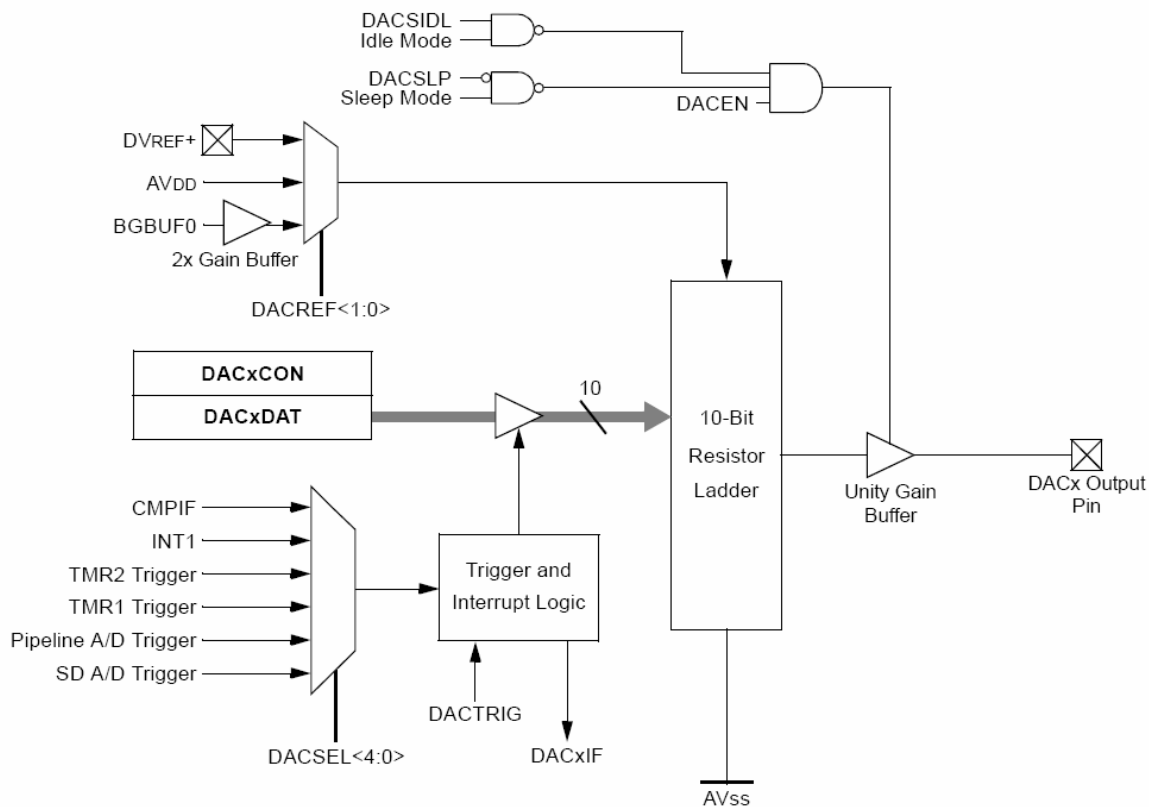 DACSIDL
Idle Mode
DACSLP
Sleep Mode
DACEN
DVREF+
AVDD
BGBUF0
2x Gain Buffer
DACREF<1:0>
DACxCON
DACxDAT
10
10-Bit
Resistor
Ladder
Unity Gain
Buffer
DACx Output
Pin
CMPIF
INT1
TMR2 Trigger
TMR1 Trigger
Pipeline A/D Trigger
SD A/D Trigger
Trigger and
Interrupt Logic
DACTRIG
DACSEL<4:0>
DACxIF
AVss